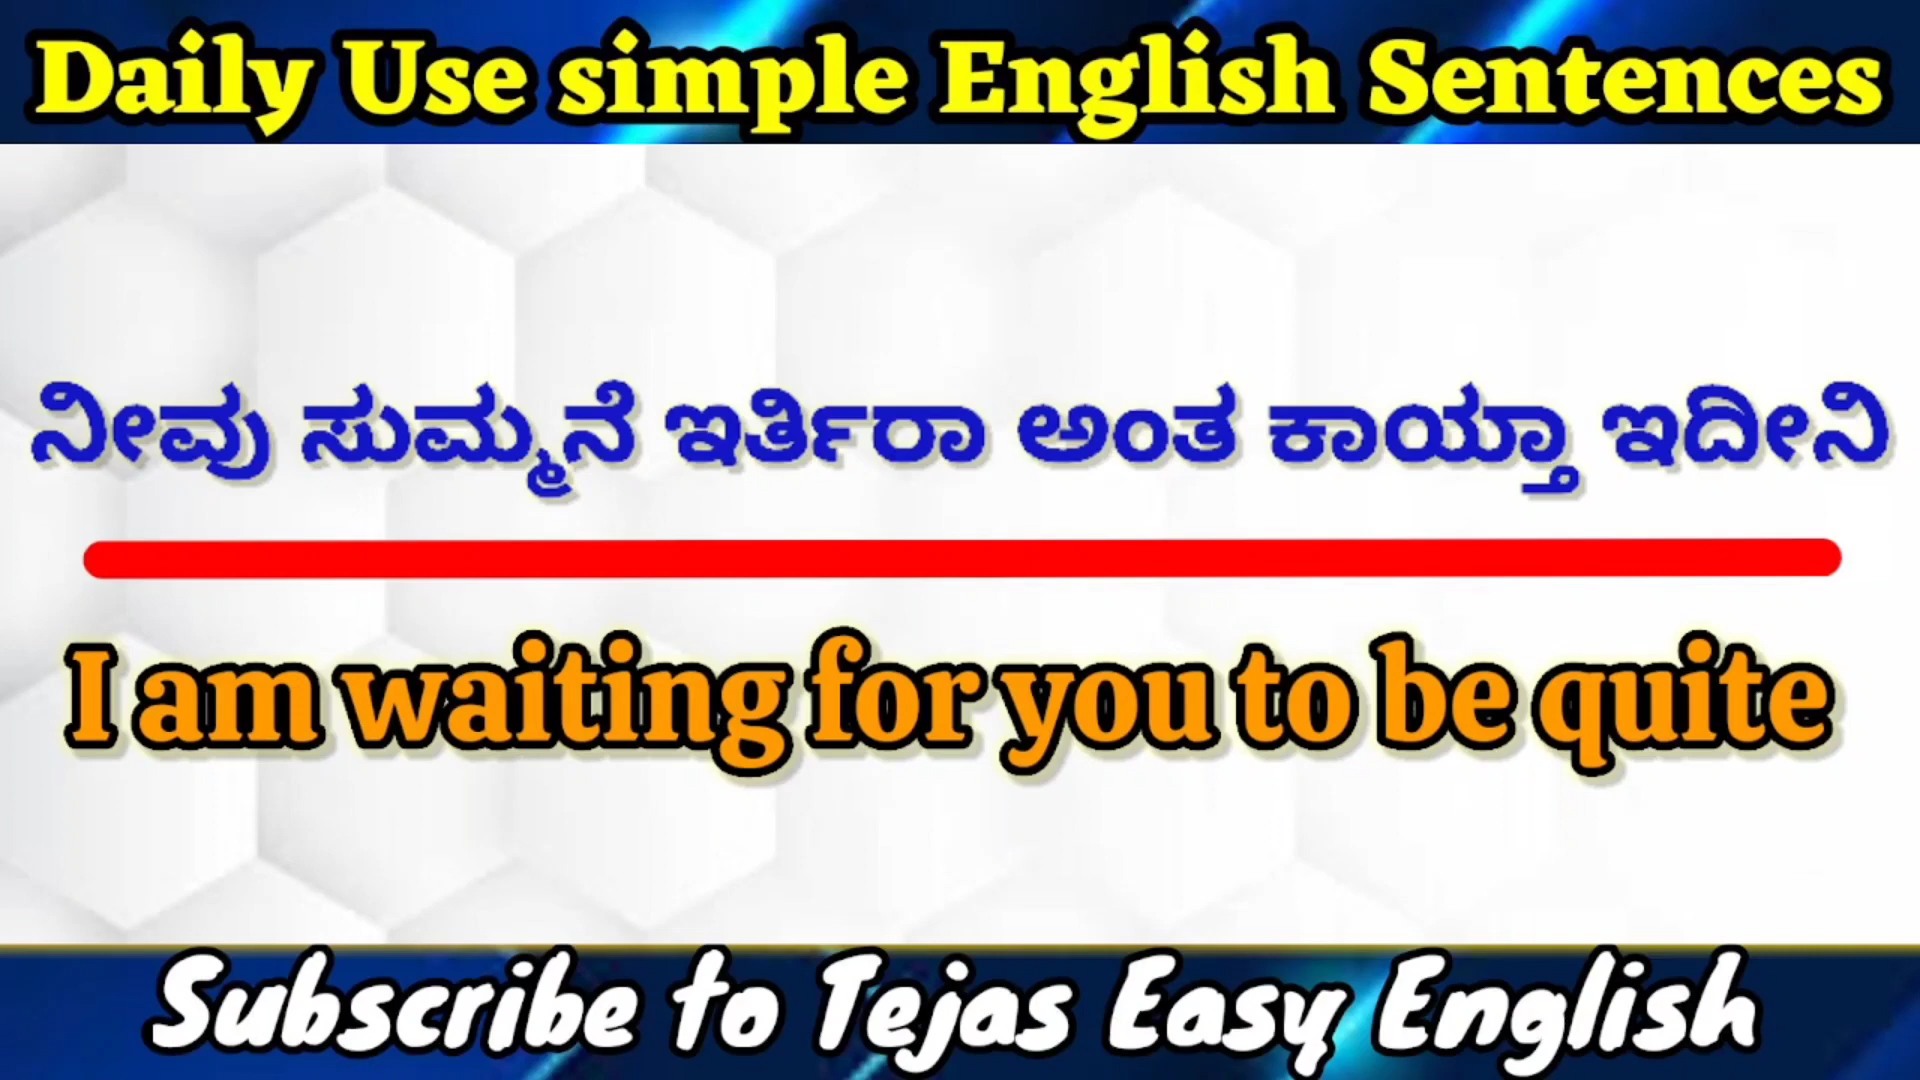 Daily Use simple English Sentences
ನೀವು ಸುಮ್ಮನೆ ಇರ್ತಿರಾ ಅಂತ ಕಾಯ್ತಾ ಇದೀನಿ
I am waiting for you to be quite
Subscribe to Tejas Easy English